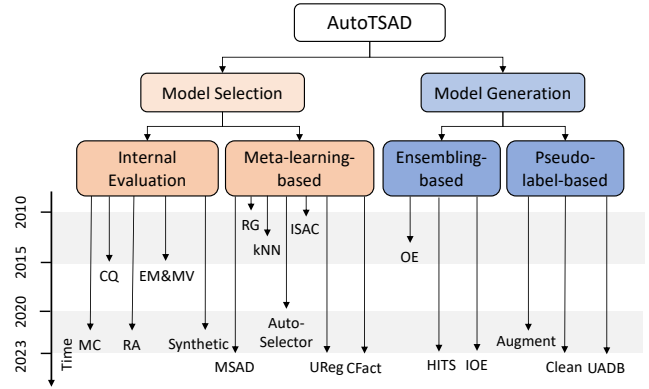 AutoTSAD
Model Selection
Model Generation
Internal
Evaluation
Meta-learning-
based
Ensembling-
based
Pseudo-
label-based
2010
2015
2020
2023
Time
RG
kNN
ISAC
OE
CQ
EM&MV
MC
RA
Synthetic
Auto-
Selector
Augment
MSAD
UReg
CFact
HITS
IOE
Clean
UADB